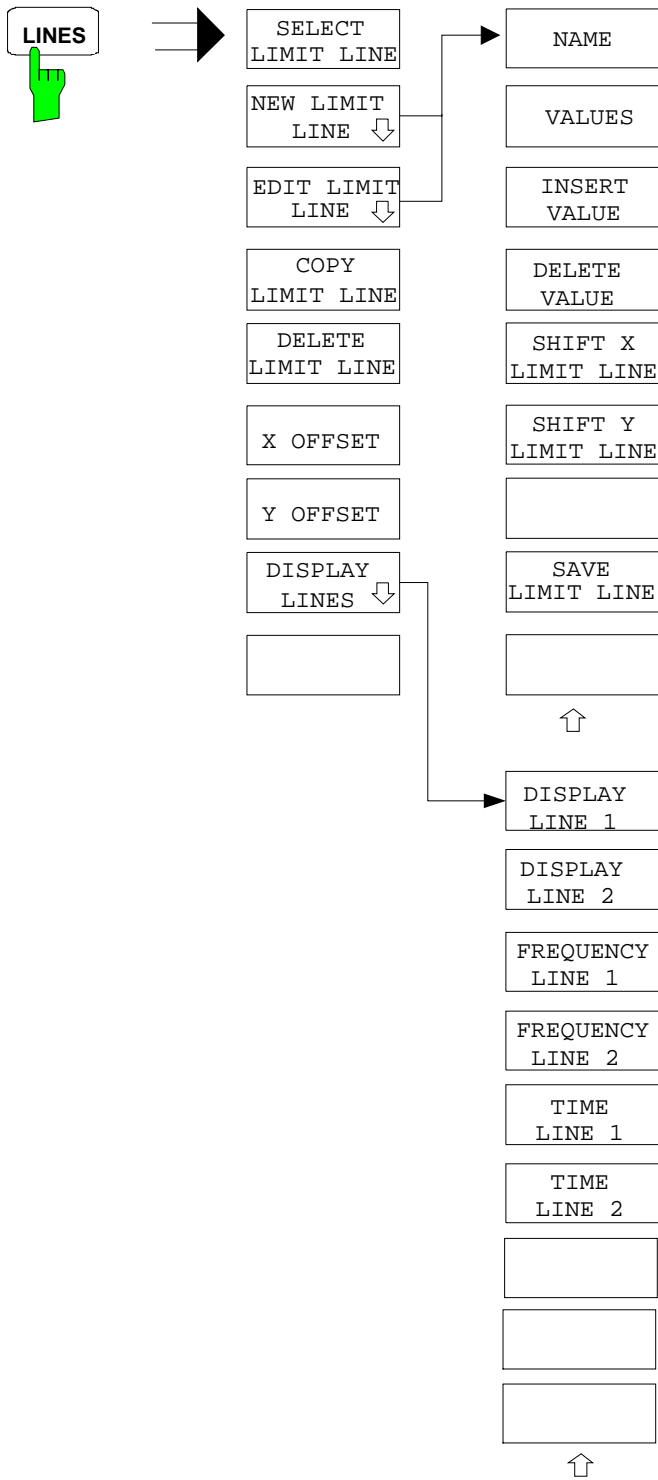 LINES
SELECT
LIMIT LINE
NEW LIMIT
LINE
EDIT LIMIT
LINE
COPY
LIMIT LINE
DELETE
LIMIT LINE
X OFFSET
Y OFFSET
DISPLAY
LINES
NAME
VALUES
INSERT
VALUE
DELETE
VALUE
SHIFT X
LIMIT LINE
SHIFT Y
LIMIT LINE
SAVE
LIMIT LINE
DISPLAY
LINE 1
DISPLAY
LINE 2
FREQUENCY
LINE 1
FREQUENCY
LINE 2
TIME
LINE 1
TIME
LINE 2